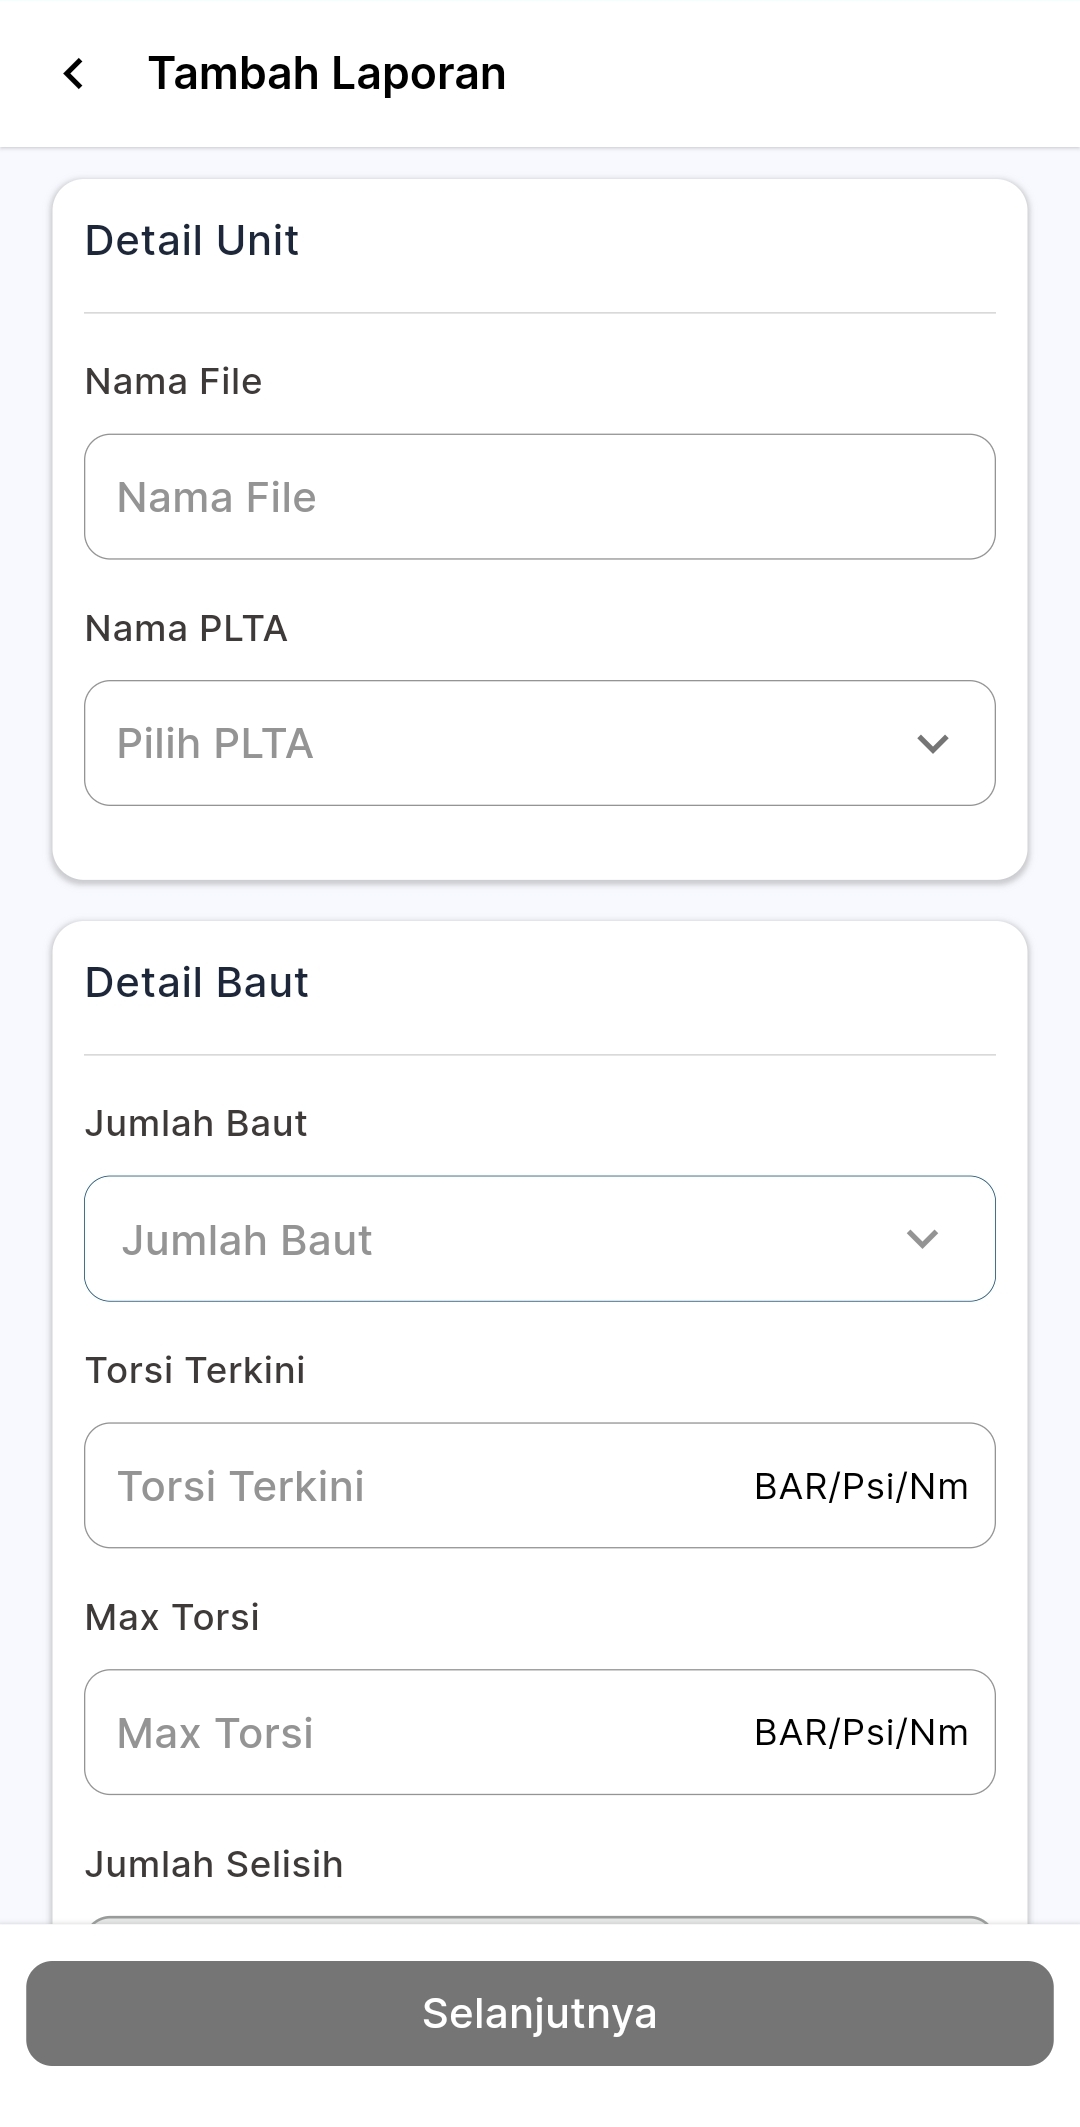 Tambah Laporan
Detail Unit
Nama File
Nama File
Nama PLTA
Pilih PLTA
Detail Baut
Jumlah Baut
Jumlah Baut
Torsi Terkini
Torsi Terkini BAR/Psi/Nm
Max Torsi
Max Torsi BAR/Psi/Nm
Jumlah Selisih
Selanjutnya